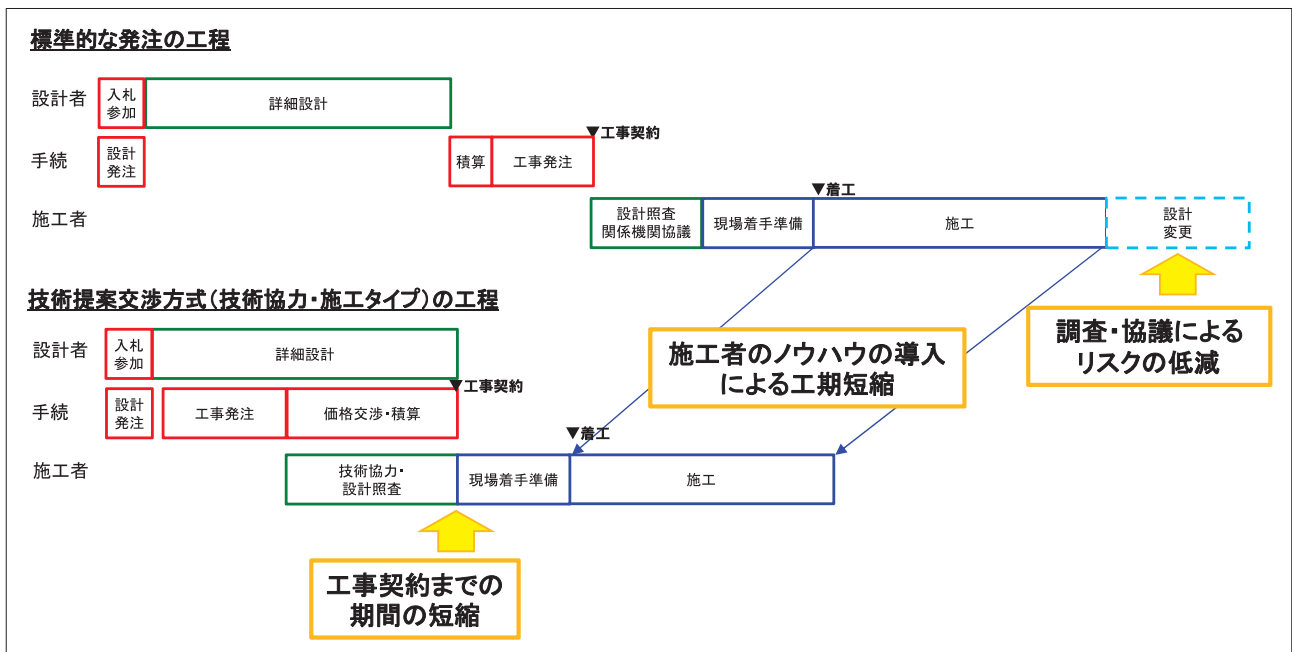 標準的な発注の工程
設計者
入札
参加
詳細設計
▼工事契約
手続
設計
発注
積算
工事発注
▼着工
施工者
設計照査
関係機関協議
現場着手準備
施工
設計
変更
技術提案交渉方式(技術協力・施工タイプ)の工程
設計者
入札
参加
詳細設計
施工者のノウハウの導入
による工期短縮
調査・協議による
リスクの低減
▼工事契約
手続
設計
発注
工事発注
価格交渉・積算
▼着工
施工者
技術協力・
設計照査
現場着手準備
施工
工事契約までの
期間の短縮